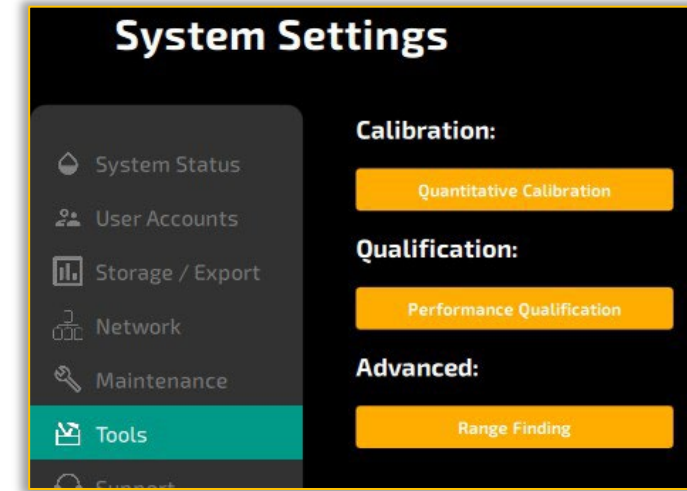 System Settings
System Status
User Accounts
Storage / Export
Network
Maintenance
Tools
Support
Calibration:
Quantitative Calibration
Qualification:
Performance Qualification
Advanced:
Range Finding